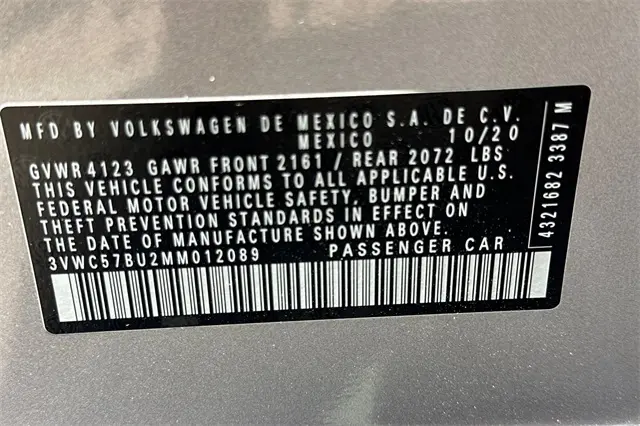 MFD BY VOLKSWAGEN DE MEXICO S.A. DE C.V.
MEXICO 10/20
GVWR 4123 GAWR FRONT 2161 / REAR 2072 LBS
THIS VEHICLE CONFORMS TO ALL APPLICABLE U.S.
FEDERAL MOTOR VEHICLE SAFETY, BUMPER AND
THEFT PREVENTION STANDARDS IN EFFECT ON
THE DATE OF MANUFACTURE SHOWN ABOVE.
3VWC57BU2MM012089 PASSENGER CAR
4321682 3387 M